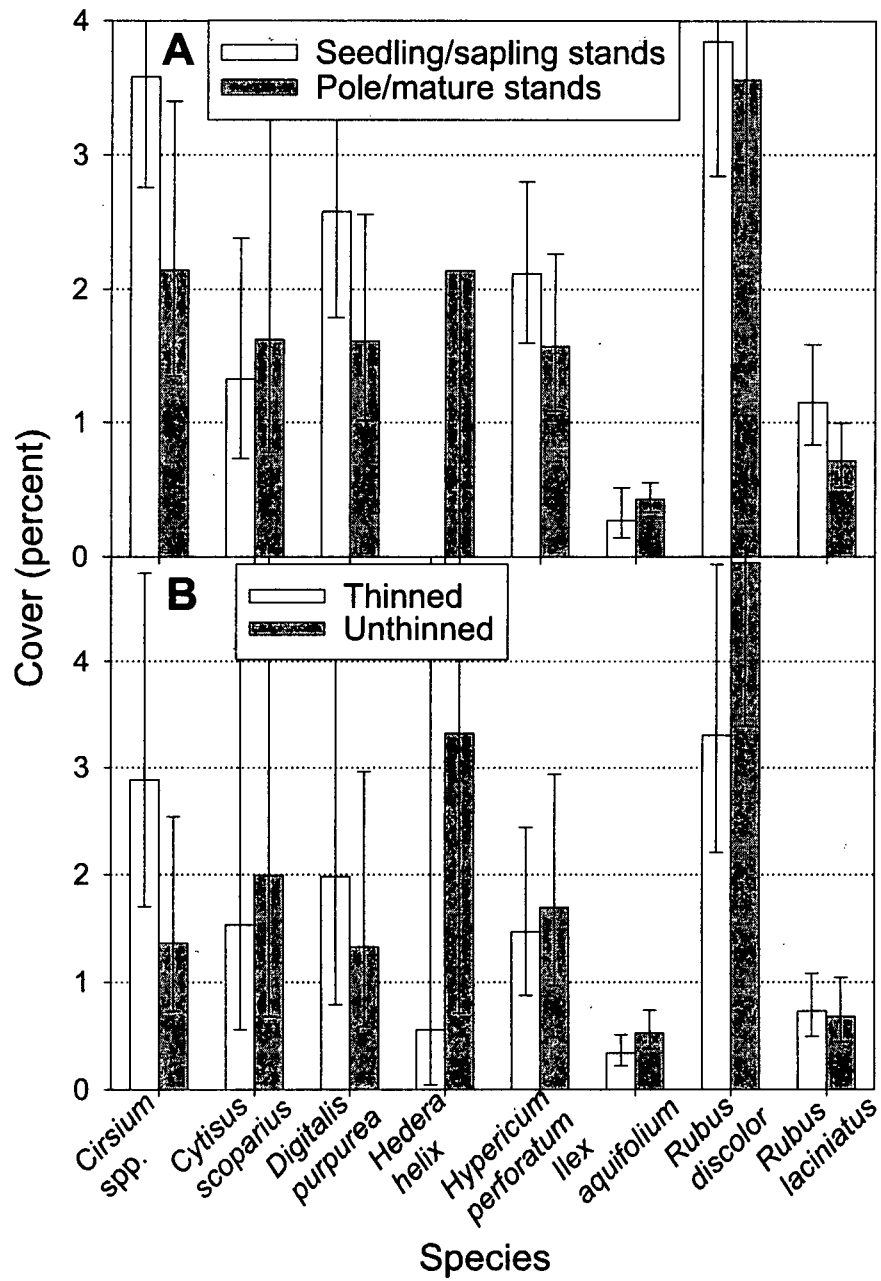 A
Seedling/sapling stands
Pole/mature stands
4
3
2
1
0
B
Thinned
Unthinned
4
3
2
1
0
Cover (percent)
Cirsium
spp.
Cytisus
scoparius
Digitalis
purpurea
Hedera
helix
Hypericum
perforatum
Ilex
aquifolium
Rubus
discolor
Rubus
laciniatus
Species